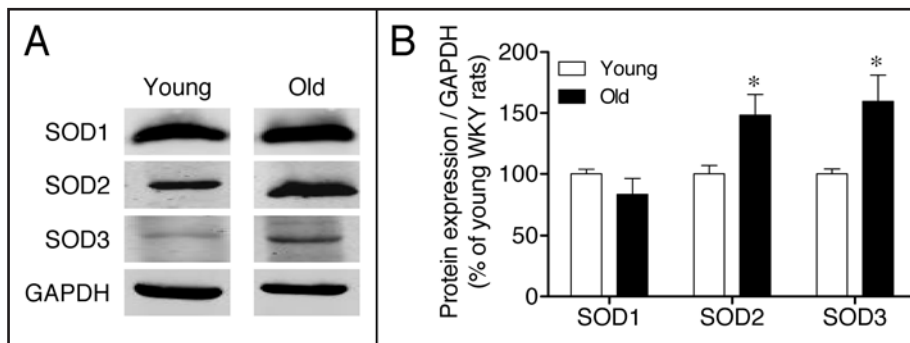 A
Young Old
SOD1
SOD2
SOD3
GAPDH
B
Protein expression / GAPDH
(% of young WKY rats)
200
150
100
50
0
Young
Old
*
*
SOD1 SOD2 SOD3